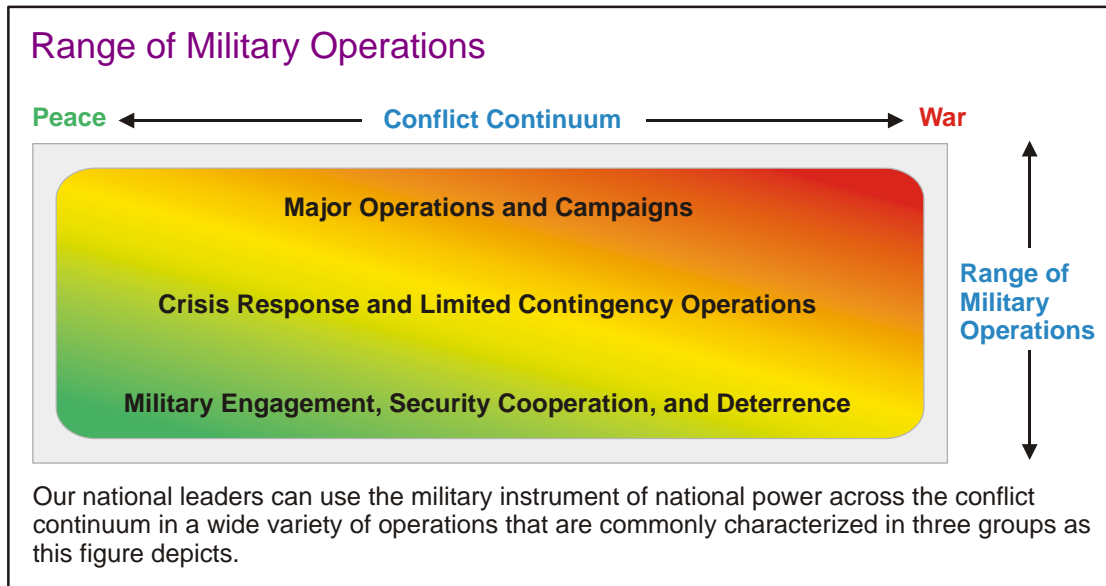 Range of Military Operations
Peace
Conflict Continuum
War
Major Operations and Campaigns
Crisis Response and Limited Contingency Operations
Military Engagement, Security Cooperation, and Deterrence
Range of
Military
Operations
Our national leaders can use the military instrument of national power across the conflict
continuum in a wide variety of operations that are commonly characterized in three groups as
this figure depicts.